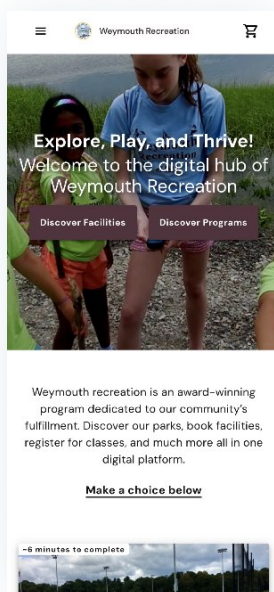 Weymouth Recreation
Explore, Play, and Thrive!
Welcome to the digital hub of
Weymouth Recreation
Discover Facilities
Discover Programs
Weymouth recreation is an award-winning
program dedicated to our community's
fulfillment. Discover our parks, book facilities,
register for classes, and much more all in one
digital platform.
Make a choice below
~6 minutes to complete